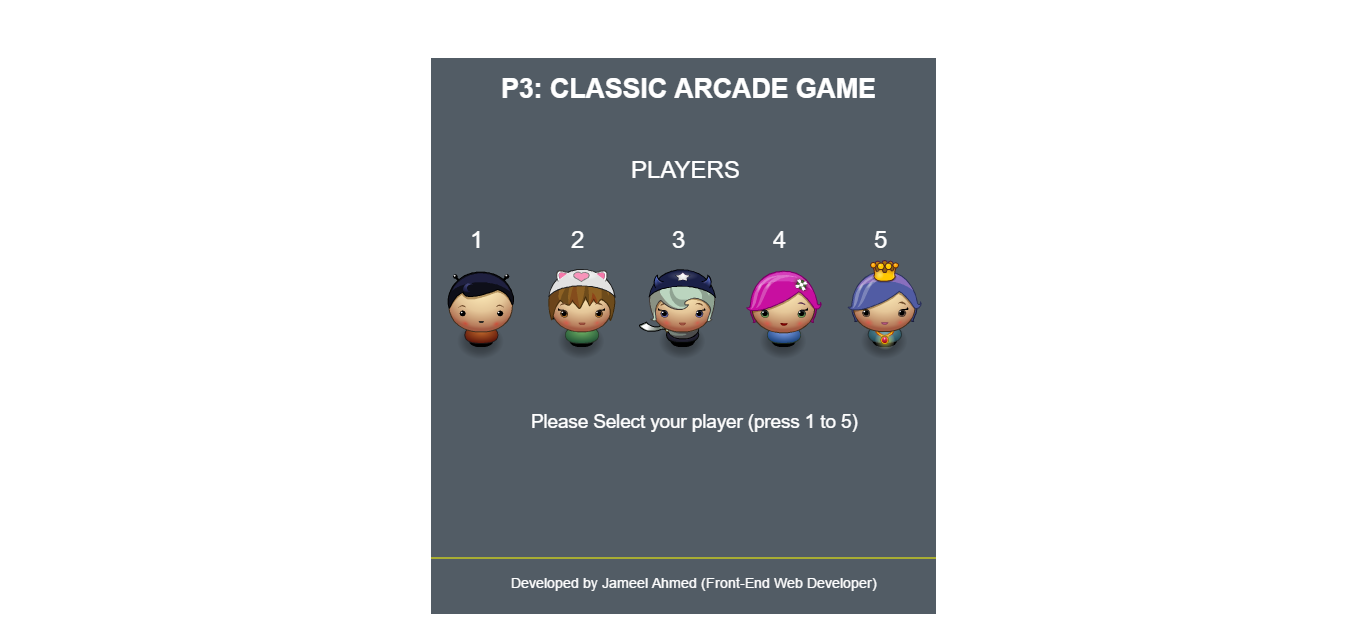 P3: CLASSIC ARCADE GAME
PLAYERS
1 2 3 4 5
Please Select your player (press 1 to 5)
Developed by Jameel Ahmed (Front-End Web Developer)